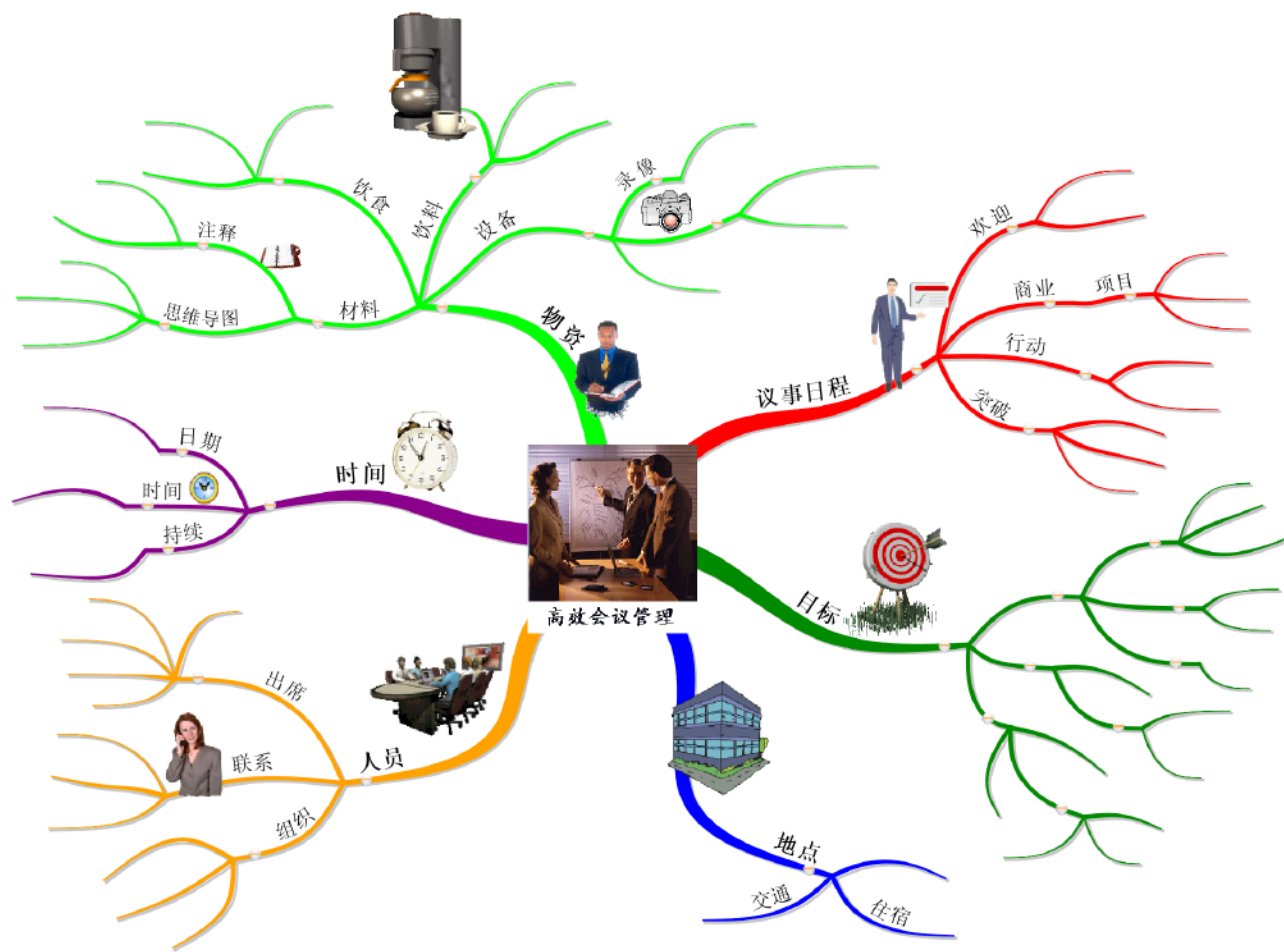 高效会议管理
议事日程
欢迎
商业
项目
行动
突破
目标
地点
交通
住宿
人员
出席
联系
组织
时间
日期
时间
持续
物资
饮食
饮料
设备
录像
材料
注释
思维导图